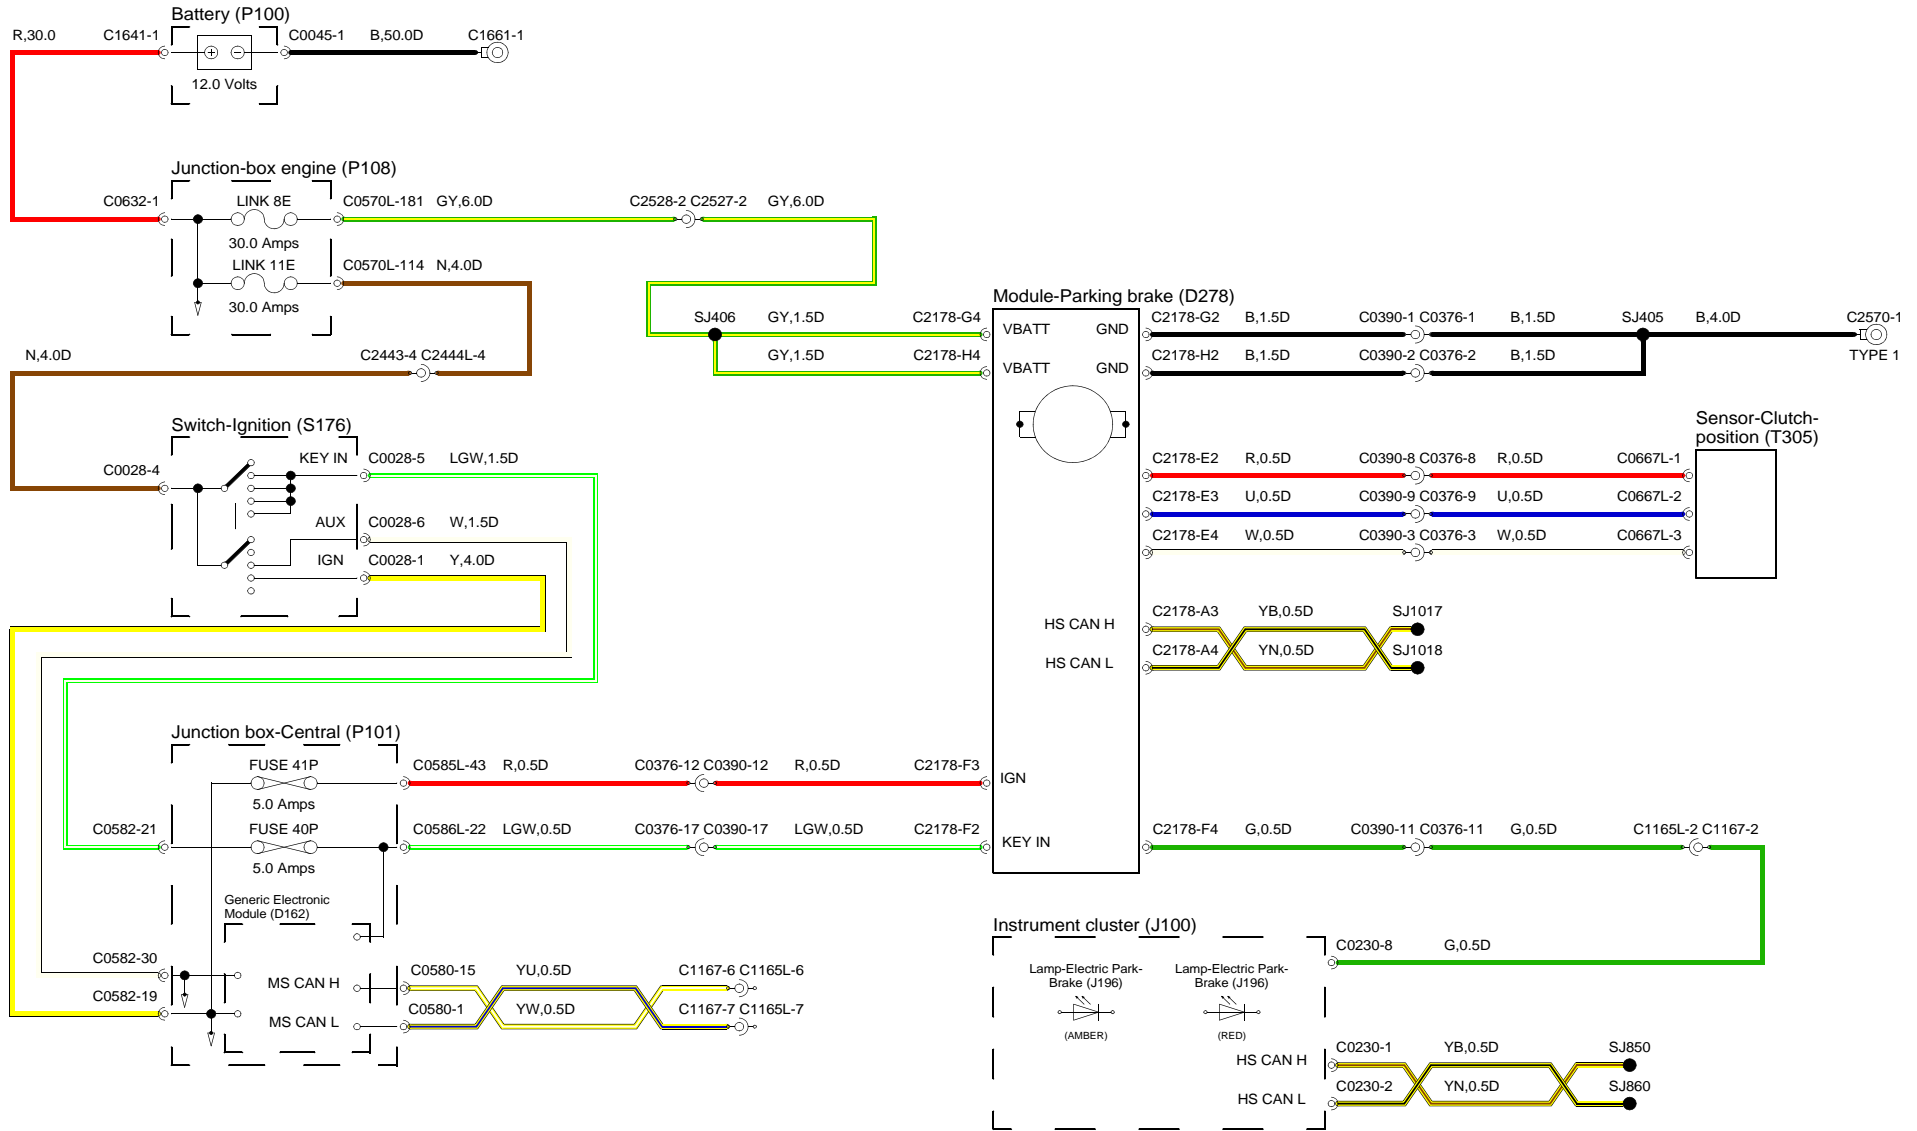 Battery (P100)
R,30.0
C1641-1
C0045-1
B,50.0D
C1661-1
12.0 Volts
Junction-box engine (P108)
C0632-1
LINK 8E
30.0 Amps
C0570L-181
GY,6.0D
C2528-2 C2527-2
GY,6.0D
LINK 11E
30.0 Amps
C0570L-114
N,4.0D
N,4.0D
C2443-4 C2444L-4
SJ406
GY,1.5D
C2178-G4
GY,1.5D
C2178-H4
Module-Parking brake (D278)
VBATT
GND
VBATT
GND
C2178-G2
B,1.5D
C0390-1 C0376-1
B,1.5D
SJ405
B,4.0D
C2570-1
TYPE 1
C2178-H2
B,1.5D
C0390-2 C0376-2
B,1.5D
Sensor-Clutch-
position (T305)
C2178-E2
R,0.5D
C0390-8 C0376-8
R,0.5D
C0667L-1
C2178-E3
U,0.5D
C0390-9 C0376-9
U,0.5D
C0667L-2
C2178-E4
W,0.5D
C0390-3 C0376-3
W,0.5D
C0667L-3
Switch-Ignition (S176)
C0028-4
KEY IN
C0028-5
LGW,1.5D
AUX
C0028-6
W,1.5D
IGN
C0028-1
Y,4.0D
HS CAN H
C2178-A3
YB,0.5D
SJ1017
HS CAN L
C2178-A4
YN,0.5D
SJ1018
Junction box-Central (P101)
FUSE 41P
5.0 Amps
C0585L-43
R,0.5D
C0376-12 C0390-12
R,0.5D
C2178-F3
IGN
C0582-21
FUSE 40P
5.0 Amps
C0586L-22
LGW,0.5D
C0376-17 C0390-17
LGW,0.5D
C2178-F2
KEY IN
C2178-F4
G,0.5D
C0390-11 C0376-11
G,0.5D
C1165L-2 C1167-2
Generic Electronic
Module (D162)
C0582-30
C0582-19
MS CAN H
C0580-15
YU,0.5D
C1167-6 C1165L-6
MS CAN L
C0580-1
YW,0.5D
C1167-7 C1165L-7
Instrument cluster (J100)
C0230-8
G,0.5D
Lamp-Electric Park-
Brake (J196)
(AMBER)
Lamp-Electric Park-
Brake (J196)
(RED)
HS CAN H
C0230-1
YB,0.5D
SJ850
HS CAN L
C0230-2
YN,0.5D
SJ860